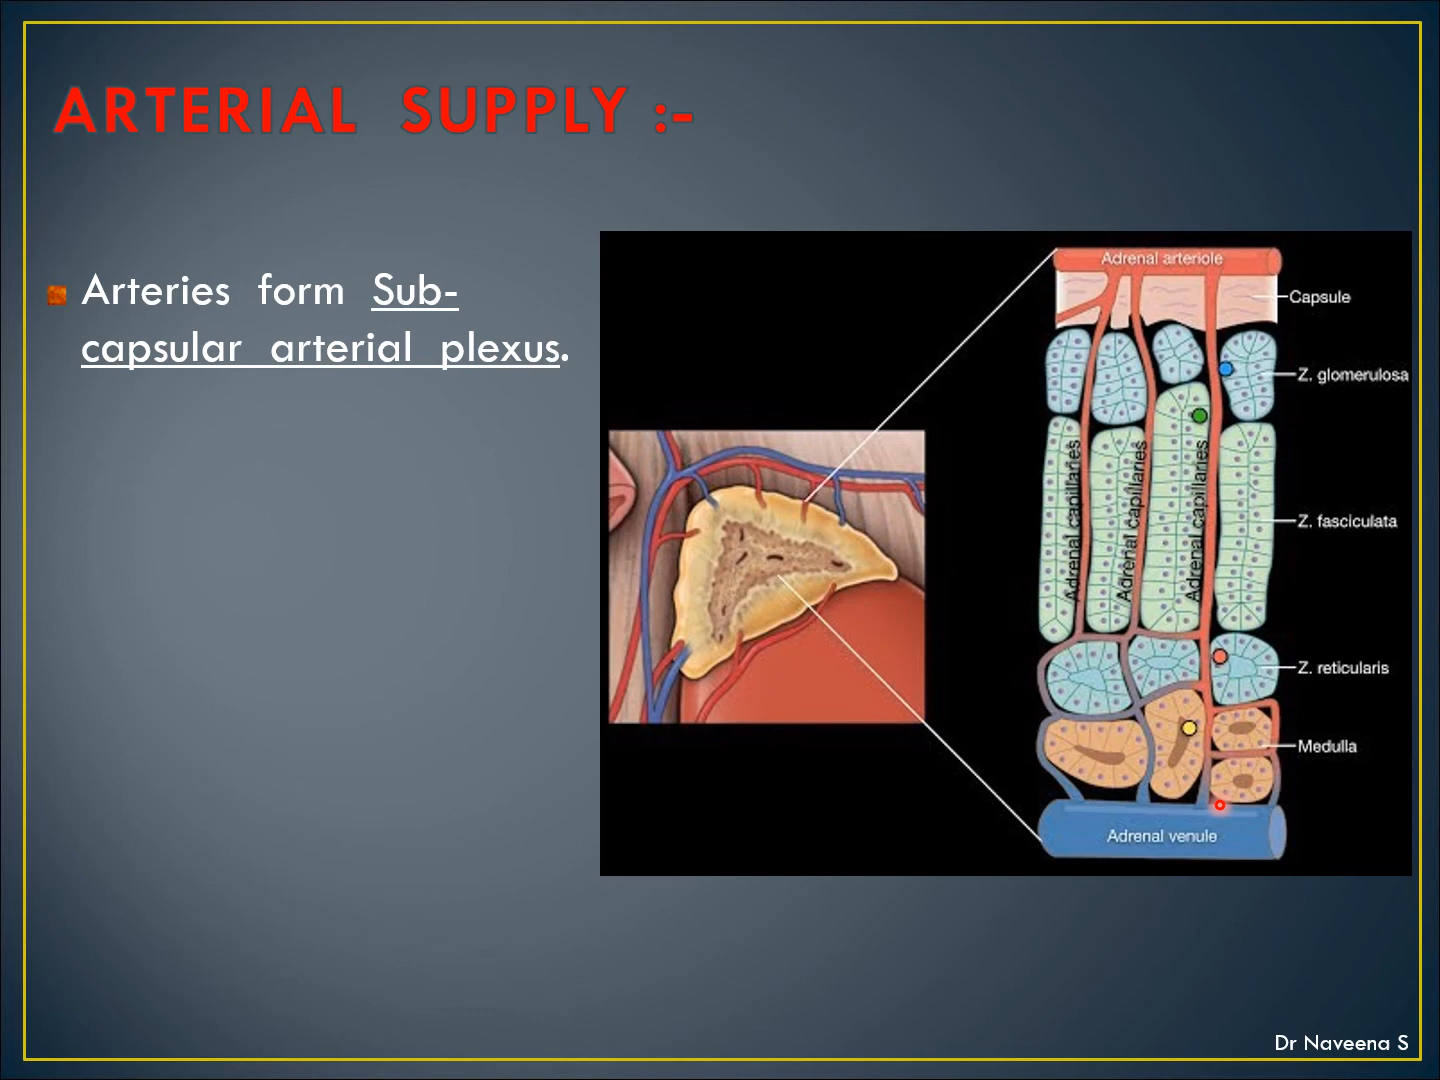 ARTERIAL SUPPLY :-
Arteries form Sub-
capsular arterial plexus.
Adrenal arteriole
Capsule
Z. glomerulosa
Adrenal capillaries
Adrenal capillaries
Adrenal capillaries
Z. fasciculata
Z. reticularis
Medulla
Adrenal venule
Dr Naveena S